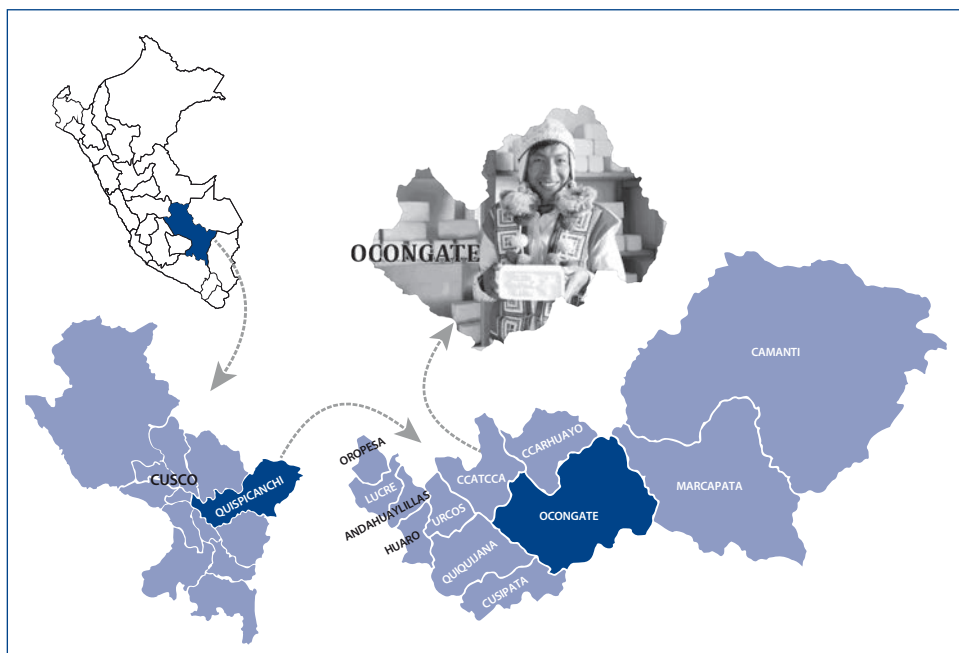 OCONGATE
CAMANTI
CCARHUAYO
OROPESA
CCATCCA
CUSCO
QUISPICANCHI
LUCRE
MARCAPATA
ANDAHUAYLILLAS
URCOS
OCONGATE
HUARO
QUIQUIJANA
CUSIPATA